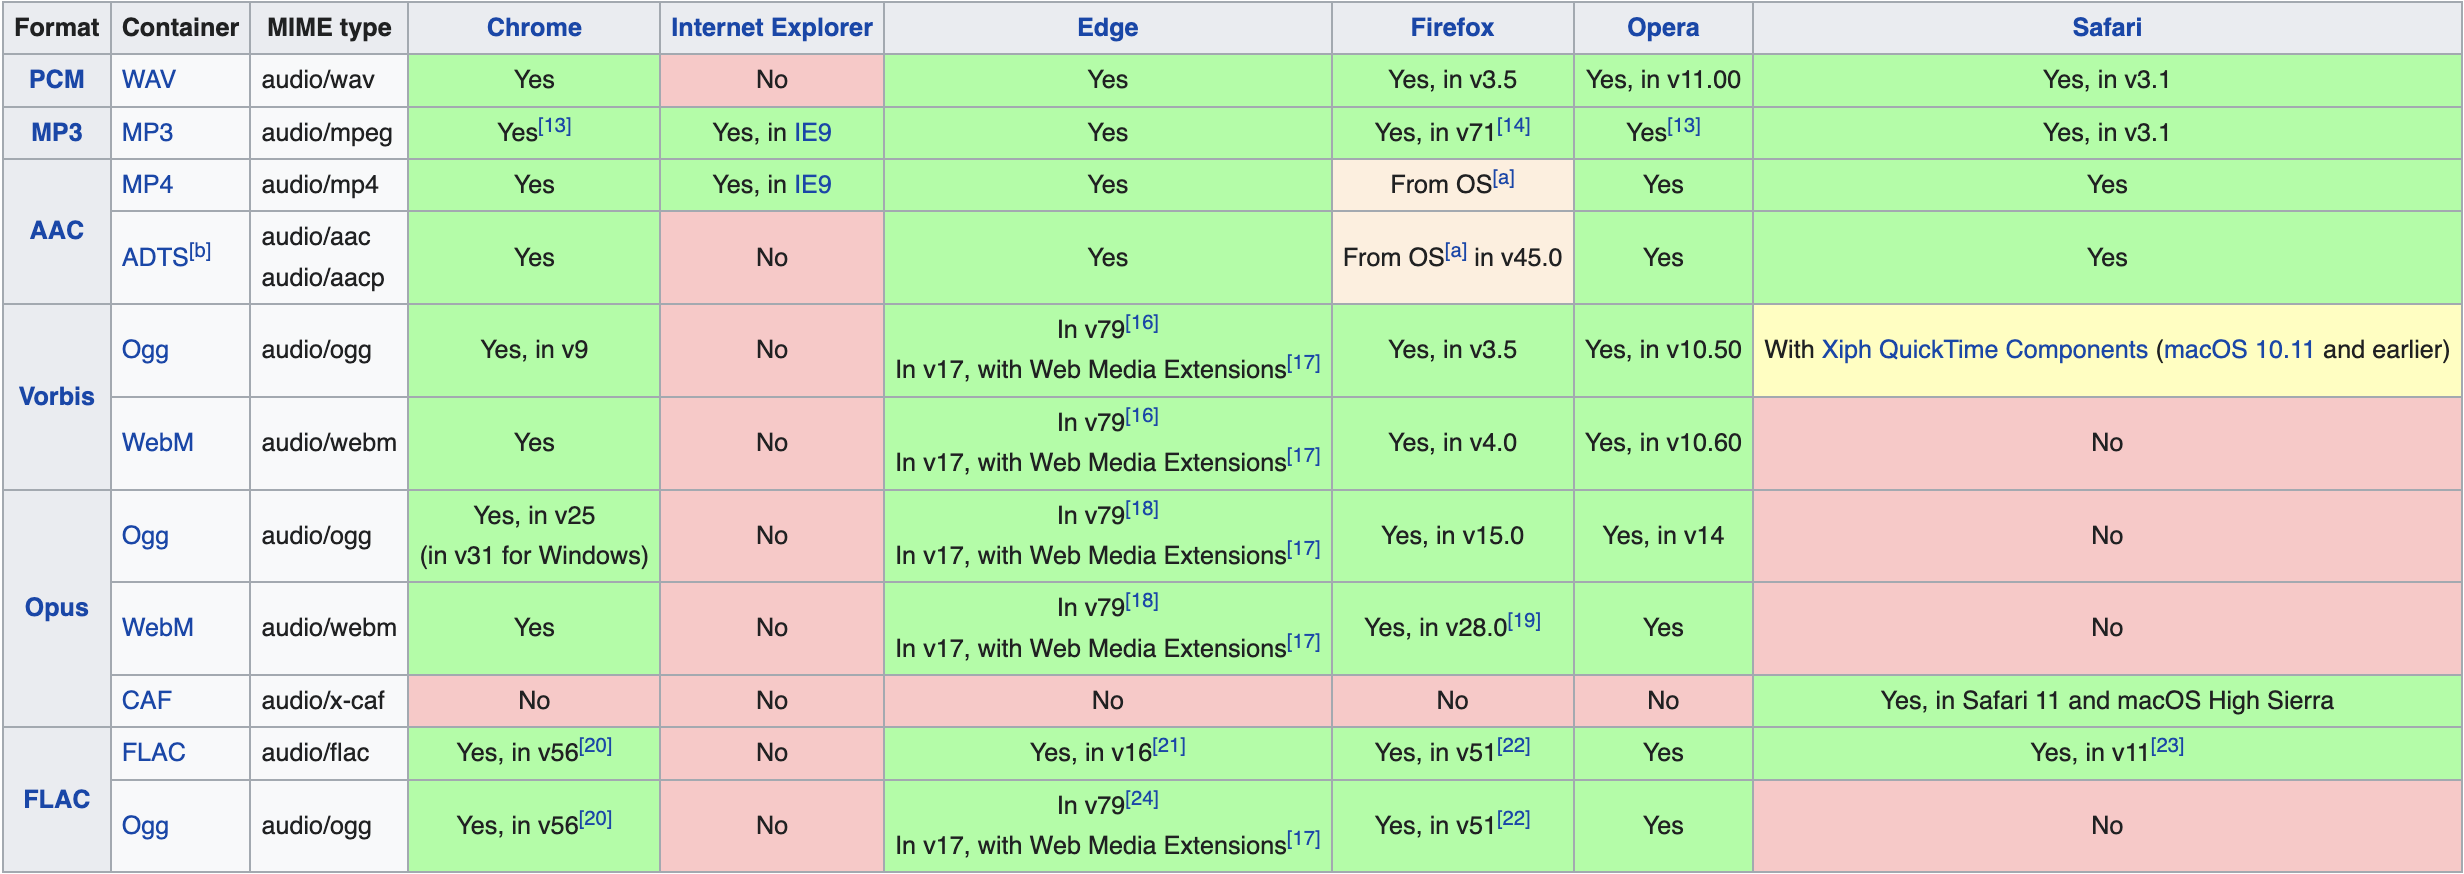 Format Container MIME type Chrome Internet Explorer Edge Firefox Opera Safari
PCM WAV audio/wav Yes No Yes Yes, in v3.5 Yes, in v11.00 Yes, in v3.1
MP3 MP3 audio/mpeg Yes[13] Yes, in IE9 Yes Yes, in v71[14] Yes[13] Yes, in v3.1
AAC MP4 audio/mp4 Yes Yes, in IE9 Yes From OS[a] Yes Yes
ADTS[b] audio/aac
audio/aacp Yes No Yes From OS[a] in v45.0 Yes Yes
Vorbis Ogg audio/ogg Yes, in v9 No In v79[16]
In v17, with Web Media Extensions[17] Yes, in v3.5 Yes, in v10.50 With Xiph QuickTime Components (macOS 10.11 and earlier)
WebM audio/webm Yes No In v79[16]
In v17, with Web Media Extensions[17] Yes, in v4.0 Yes, in v10.60 No
Opus Ogg audio/ogg Yes, in v25
(in v31 for Windows) No In v79[18]
In v17, with Web Media Extensions[17] Yes, in v15.0 Yes, in v14 No
WebM audio/webm Yes No In v79[18]
In v17, with Web Media Extensions[17] Yes, in v28.0[19] Yes No
CAF audio/x-caf No No No No No Yes, in Safari 11 and macOS High Sierra
FLAC FLAC audio/flac Yes, in v56[20] No Yes, in v16[21] Yes, in v51[22] Yes Yes, in v11[23]
Ogg audio/ogg Yes, in v56[20] No In v79[24]
In v17, with Web Media Extensions[17] Yes, in v51[22] Yes No